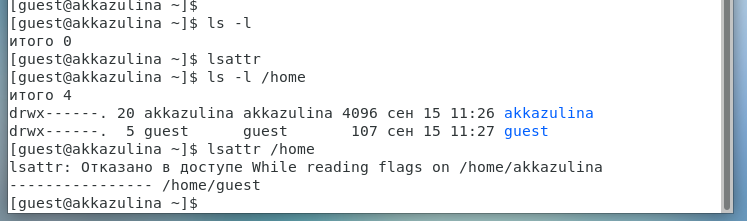 [guest@akkazulina ~]$
[guest@akkazulina ~]$ ls -l
итого 0
[guest@akkazulina ~]$ lsattr
[guest@akkazulina ~]$ ls -l /home
итого 4
drwx------. 20 akkazulina akkazulina 4096 сен 15 11:26 akkazulina
drwx------.  5 guest      guest       107 сен 15 11:27 guest
[guest@akkazulina ~]$ lsattr /home
lsattr: Отказано в доступе While reading flags on /home/akkazulina
---------------- /home/guest
[guest@akkazulina ~]$